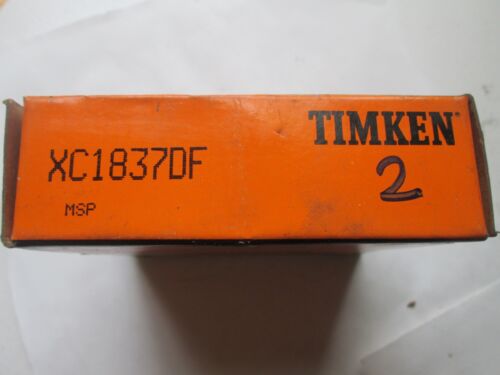 TIMKEN®
XC1837DF
2
MSP